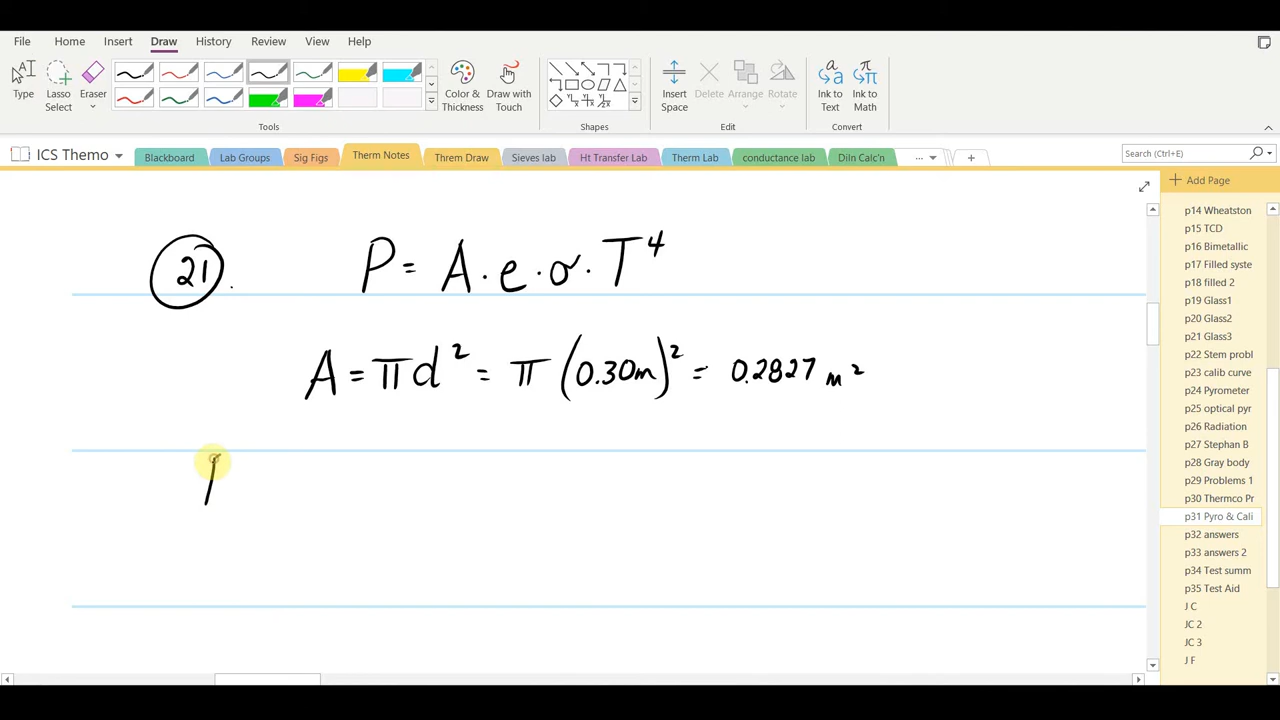 File Home Insert Draw History Review View Help
Type Lasso Select Eraser Color & Thickness Draw with Touch Insert Space Delete Arrange Rotate Ink to Text Ink to Math
Tools Shapes Edit Convert
ICS Themo Blackboard Lab Groups Sig Figs Therm Notes Threm Draw Sieves lab Ht Transfer Lab Therm Lab conductance lab Diln Calc'n ... + Search (Ctrl+E)
Add Page
p14 Wheatston
p15 TCD
p16 Bimetallic
p17 Filled syste
p18 filled 2
p19 Glass1
p20 Glass2
p21 Glass3
p22 Stem probl
p23 calib curve
p24 Pyrometer
p25 optical pyr
p26 Radiation
p27 Stephan B
p28 Gray body
p29 Problems 1
p30 Thermco Pr
p31 Pyro & Cali
p32 answers
p33 answers 2
p34 Test summ
p35 Test Aid
J C
JC 2
JC 3
J F
21. P = A · e · σ · T⁴
A = πd² = π(0.30m)² = 0.2827 m²